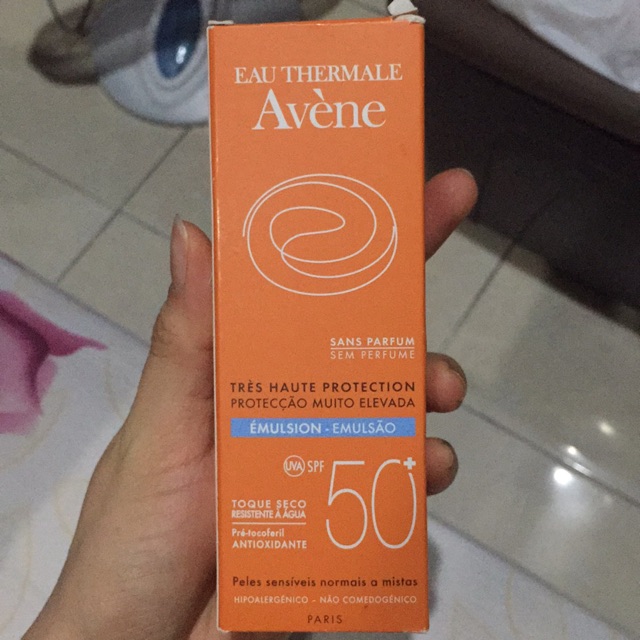 EAU THERMALE
Avène
SANS PARFUM
SEM PERFUME
TRÈS HAUTE PROTECTION
PROTECÇÃO MUITO ELEVADA
ÉMULSION - EMULSÃO
UVA SPF 50+
TOQUE SECO
RESISTENTE À ÁGUA
Pré-tocoferil
ANTIOXIDANTE
Peles sensíveis normais a mistas
HIPOALERGÉNICO - NÃO COMEDOGÉNICO
PARIS